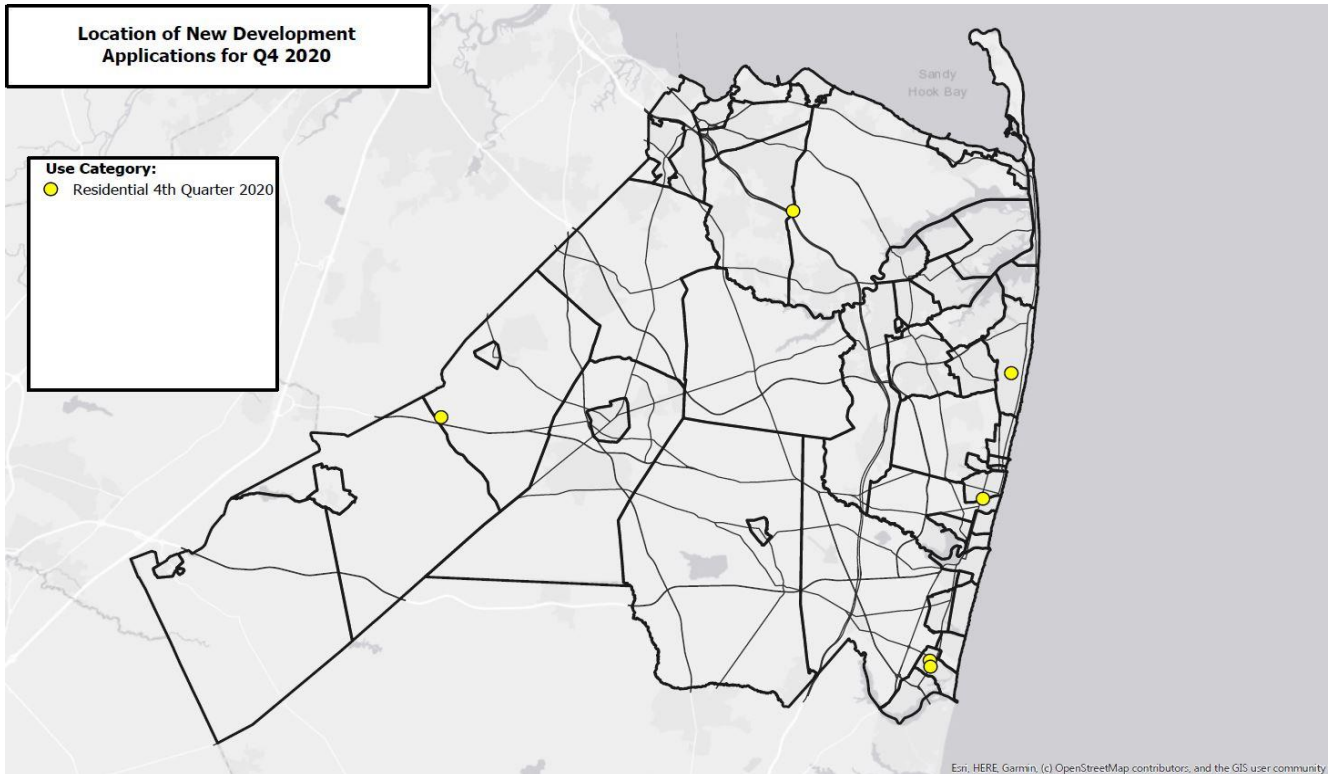 Location of New Development
Applications for Q4 2020
Sandy
Hook Bay
Use Category:
Residential 4th Quarter 2020
Esri, HERE, Garmin, (c) OpenStreetMap contributors, and the GIS user community